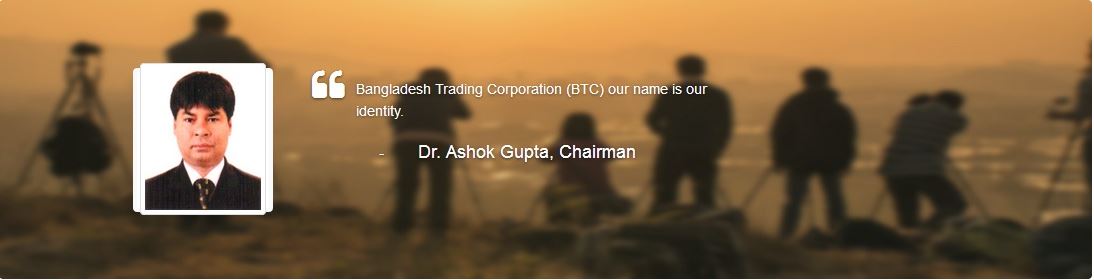 Bangladesh Trading Corporation (BTC) our name is our
identity.
- Dr. Ashok Gupta, Chairman